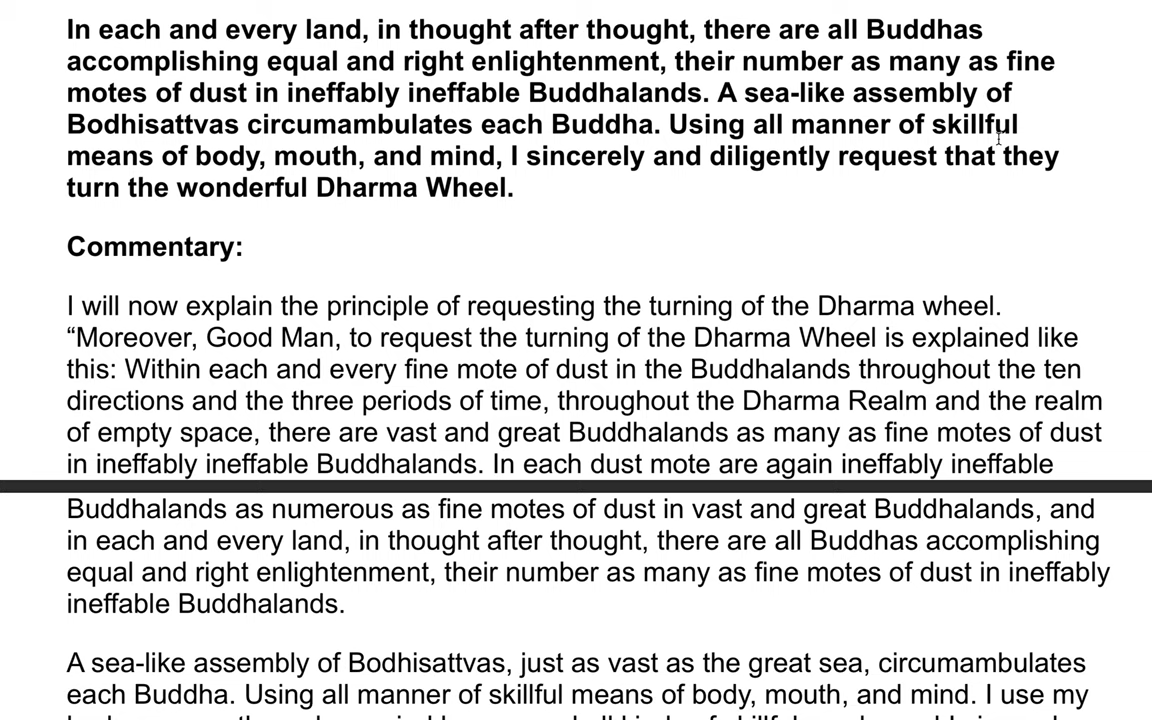 In each and every land, in thought after thought, there are all Buddhas
accomplishing equal and right enlightenment, their number as many as fine
motes of dust in ineffably ineffable Buddhalands. A sea-like assembly of
Bodhisattvas circumambulates each Buddha. Using all manner of skillful
means of body, mouth, and mind, I sincerely and diligently request that they
turn the wonderful Dharma Wheel.
Commentary:
I will now explain the principle of requesting the turning of the Dharma wheel.
“Moreover, Good Man, to request the turning of the Dharma Wheel is explained like
this: Within each and every fine mote of dust in the Buddhalands throughout the ten
directions and the three periods of time, throughout the Dharma Realm and the realm
of empty space, there are vast and great Buddhalands as many as fine motes of dust
in ineffably ineffable Buddhalands. In each dust mote are again ineffably ineffable
Buddhalands as numerous as fine motes of dust in vast and great Buddhalands, and
in each and every land, in thought after thought, there are all Buddhas accomplishing
equal and right enlightenment, their number as many as fine motes of dust in ineffably
ineffable Buddhalands.
A sea-like assembly of Bodhisattvas, just as vast as the great sea, circumambulates
each Buddha. Using all manner of skillful means of body, mouth, and mind. I use my